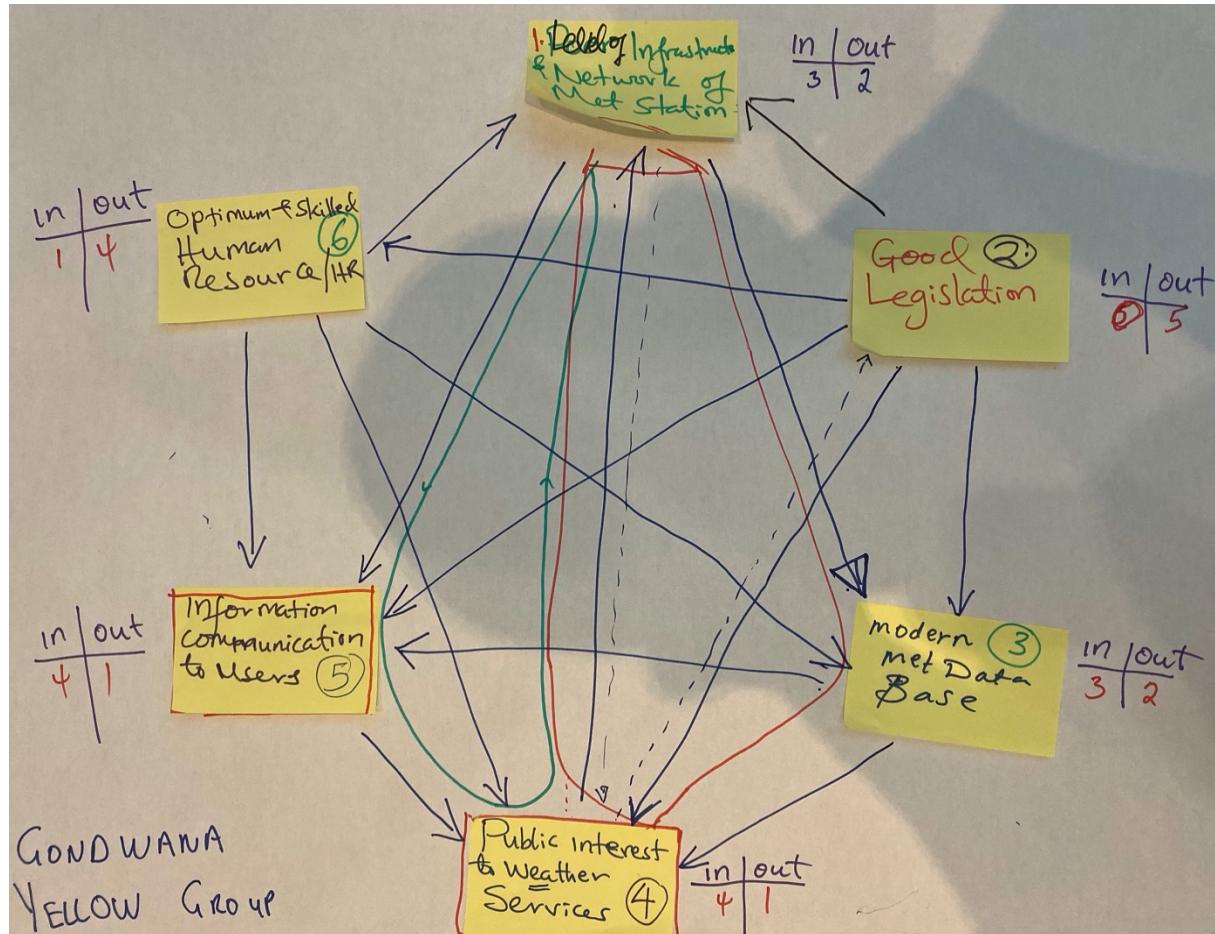 1. Infrastructu
& Network of
Met Station
in | out
3 | 2
in | out
1 | 4
Optimum & Skilled
Human 6
Resource/HR
Good 2.
Legislation
in | out
0 | 5
in | out
4 | 1
Information
communication
to Users 5
modern 3
met Data
Base
in | out
3 | 2
Public interest
to Weather
Services 4
in | out
4 | 1
GONDWANA
YELLOW GROUP